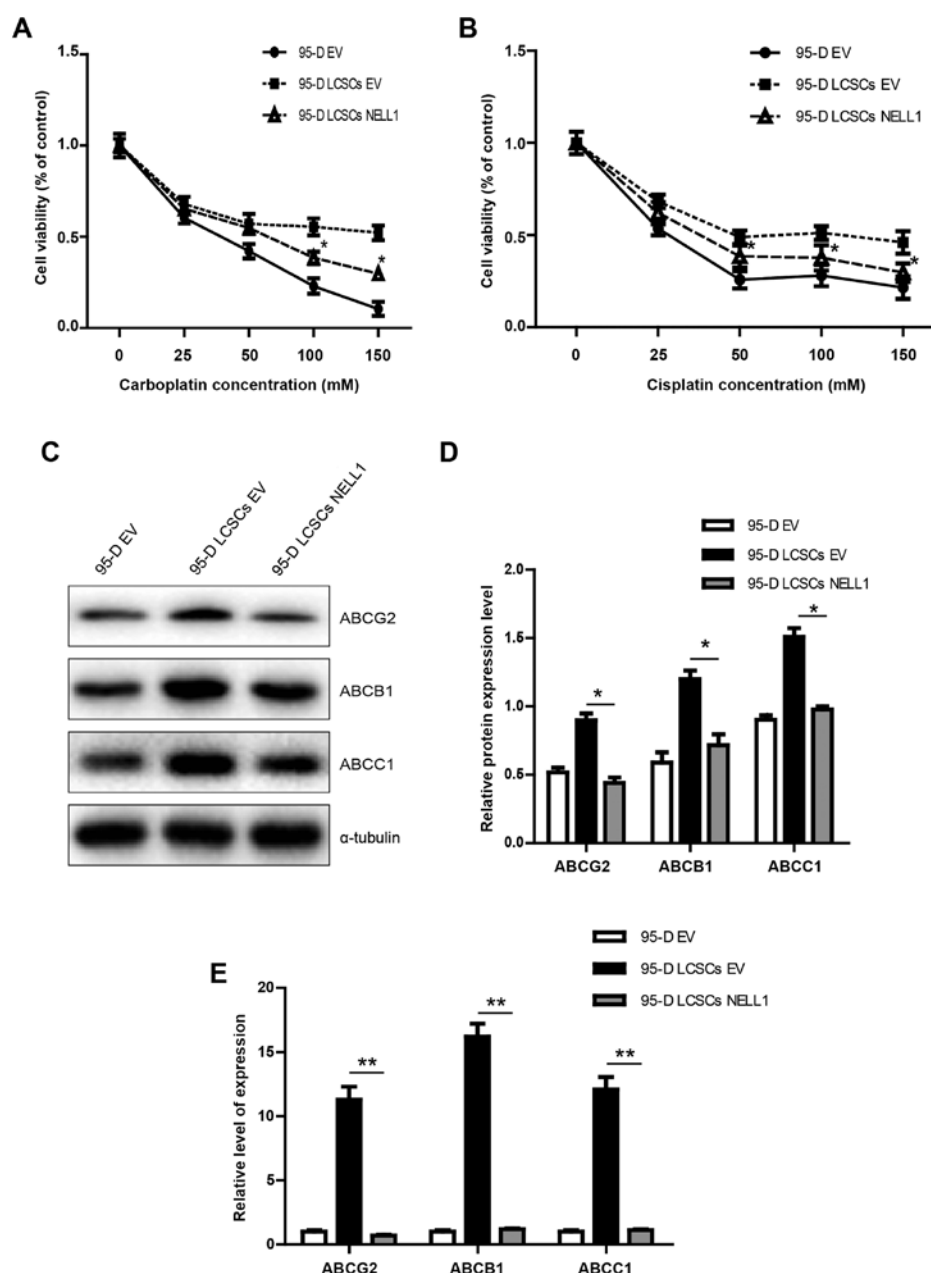 A
1.5
1.0
0.5
0.0
Cell viability (% of control)
95-D EV
95-D LCSCs EV
95-D LCSCs NELL1
*
*
0 25 50 100 150
Carboplatin concentration (mM)
B
1.5
1.0
0.5
0.0
Cell viability (% of control)
95-D EV
95-D LCSCs EV
95-D LCSCs NELL1
*
*
*
0 25 50 100 150
Cisplatin concentration (mM)
C
95-D EV
95-D LCSCs EV
95-D LCSCs NELL1
ABCG2
ABCB1
ABCC1
α-tubulin
D
95-D EV
95-D LCSCs EV
95-D LCSCs NELL1
2.0
1.5
1.0
0.5
0.0
Relative protein expression level
*
*
*
ABCG2 ABCB1 ABCC1
E
95-D EV
95-D LCSCs EV
95-D LCSCs NELL1
20
15
10
5
0
Relative level of expression
**
**
**
ABCG2 ABCB1 ABCC1